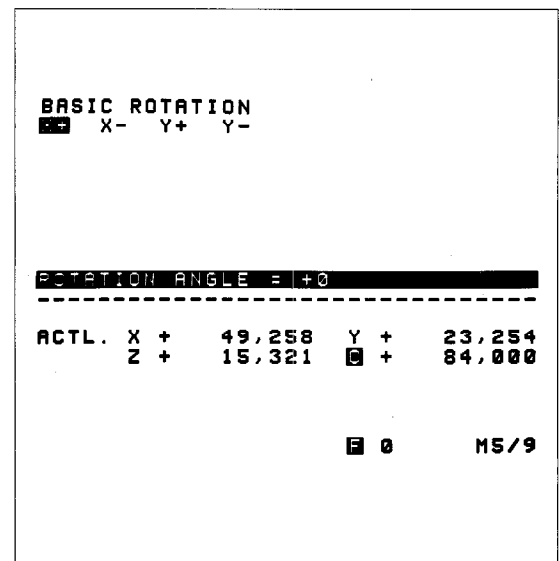 BASIC ROTATION
X+ X- Y+ Y-
ROTATION ANGLE = +0
ACTL. X + 49,258 Y + 23,254
Z + 15,321 C + 84,000
F 0 M5/9